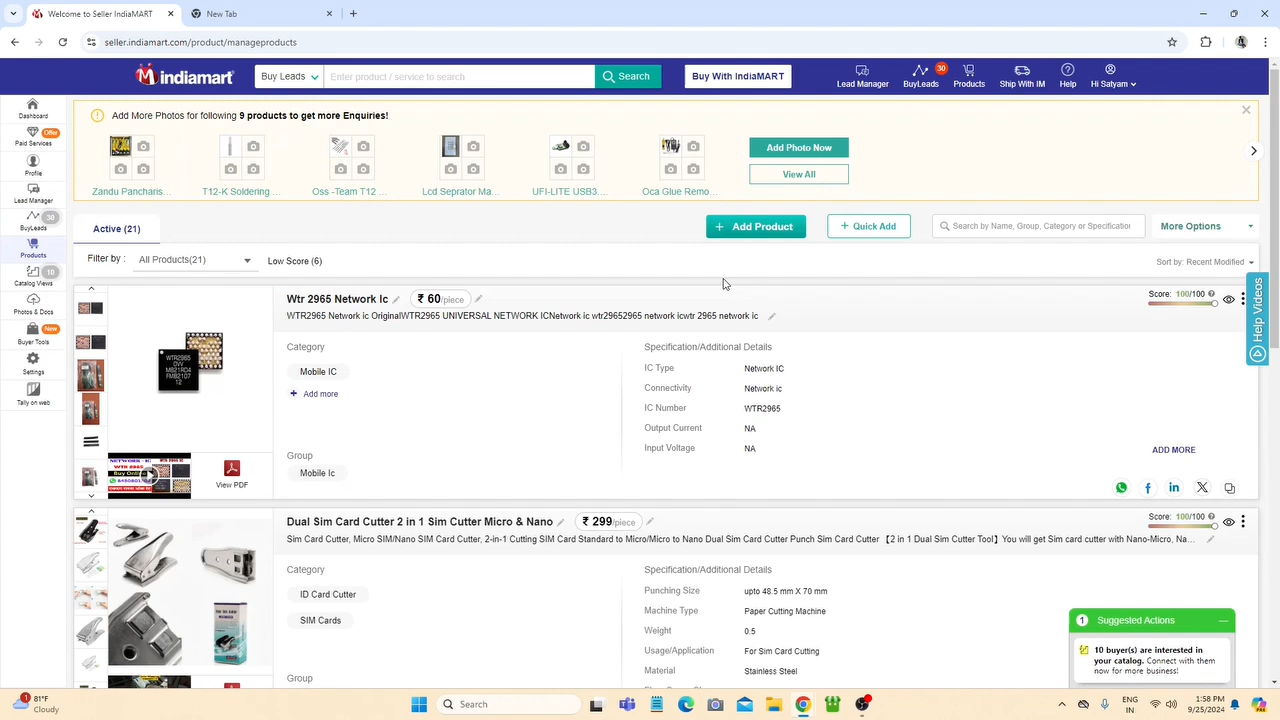 Welcome to Seller IndiaMART
New Tab
seller.indiamart.com/product/manageproducts
indiamart
Buy Leads
Enter product / service to search
Search
Buy With IndiaMART
Lead Manager
30
BuyLeads
Products
Ship With IM
Help
Hi Satyam
Dashboard
Offer
Paid Services
Profile
Lead Manager
30
BuyLeads
Products
18
Catalog Views
Photos & Docs
New
Buyer Tools
Settings
Tally on web
Add More Photos for following 9 products to get more Enquiries!
Zandu Pancharis...
T12-K Soldering ...
Oss -Team T12 ...
Lcd Seprator Ma...
UFI-LITE USB3. ...
Oca Glue Remo...
Add Photo Now
View All
Active (21)
+ Add Product
+ Quick Add
Search by Name, Group, Category or Specification
More Options
Filter by :
All Products(21)
Low Score (6)
Sort by: Recent Modified
Help Videos
Wtr 2965 Network Ic
₹ 60/piece
Score: 100/100
WTR2965 Network ic OriginalWTR2965 UNIVERSAL NETWORK ICNetwork ic wtr29652965 network icwtr 2965 network ic
Category
Mobile IC
+ Add more
Group
Mobile Ic
WTR2965
0VV
MB21RD4
FMB2107
12
NETWORK - IC
WTR 2965
Buy Online
View PDF
Specification/Additional Details
IC Type
Network IC
Connectivity
Network ic
IC Number
WTR2965
Output Current
NA
Input Voltage
NA
ADD MORE
Dual Sim Card Cutter 2 in 1 Sim Cutter Micro & Nano
₹ 299/piece
Score: 100/100
Sim Card Cutter, Micro SIM/Nano SIM Card Cutter, 2-in-1 Cutting SIM Card Standard to Micro/Micro to Nano Dual Sim Card Cutter Punch Sim Card Cutter 【2 in 1 Dual Sim Cutter Tool】You will get Sim card cutter with Nano-Micro, Na...
Category
ID Card Cutter
SIM Cards
Group
Specification/Additional Details
Punching Size
upto 48.5 mm X 70 mm
Machine Type
Paper Cutting Machine
Weight
0.5
Usage/Application
For Sim Card Cutting
Material
Stainless Steel
1 Suggested Actions
10 buyer(s) are interested in
your catalog. Connect with them
now for more business!
1
81°F
Cloudy
Search
ENG
IN
1:58 PM
9/25/2024